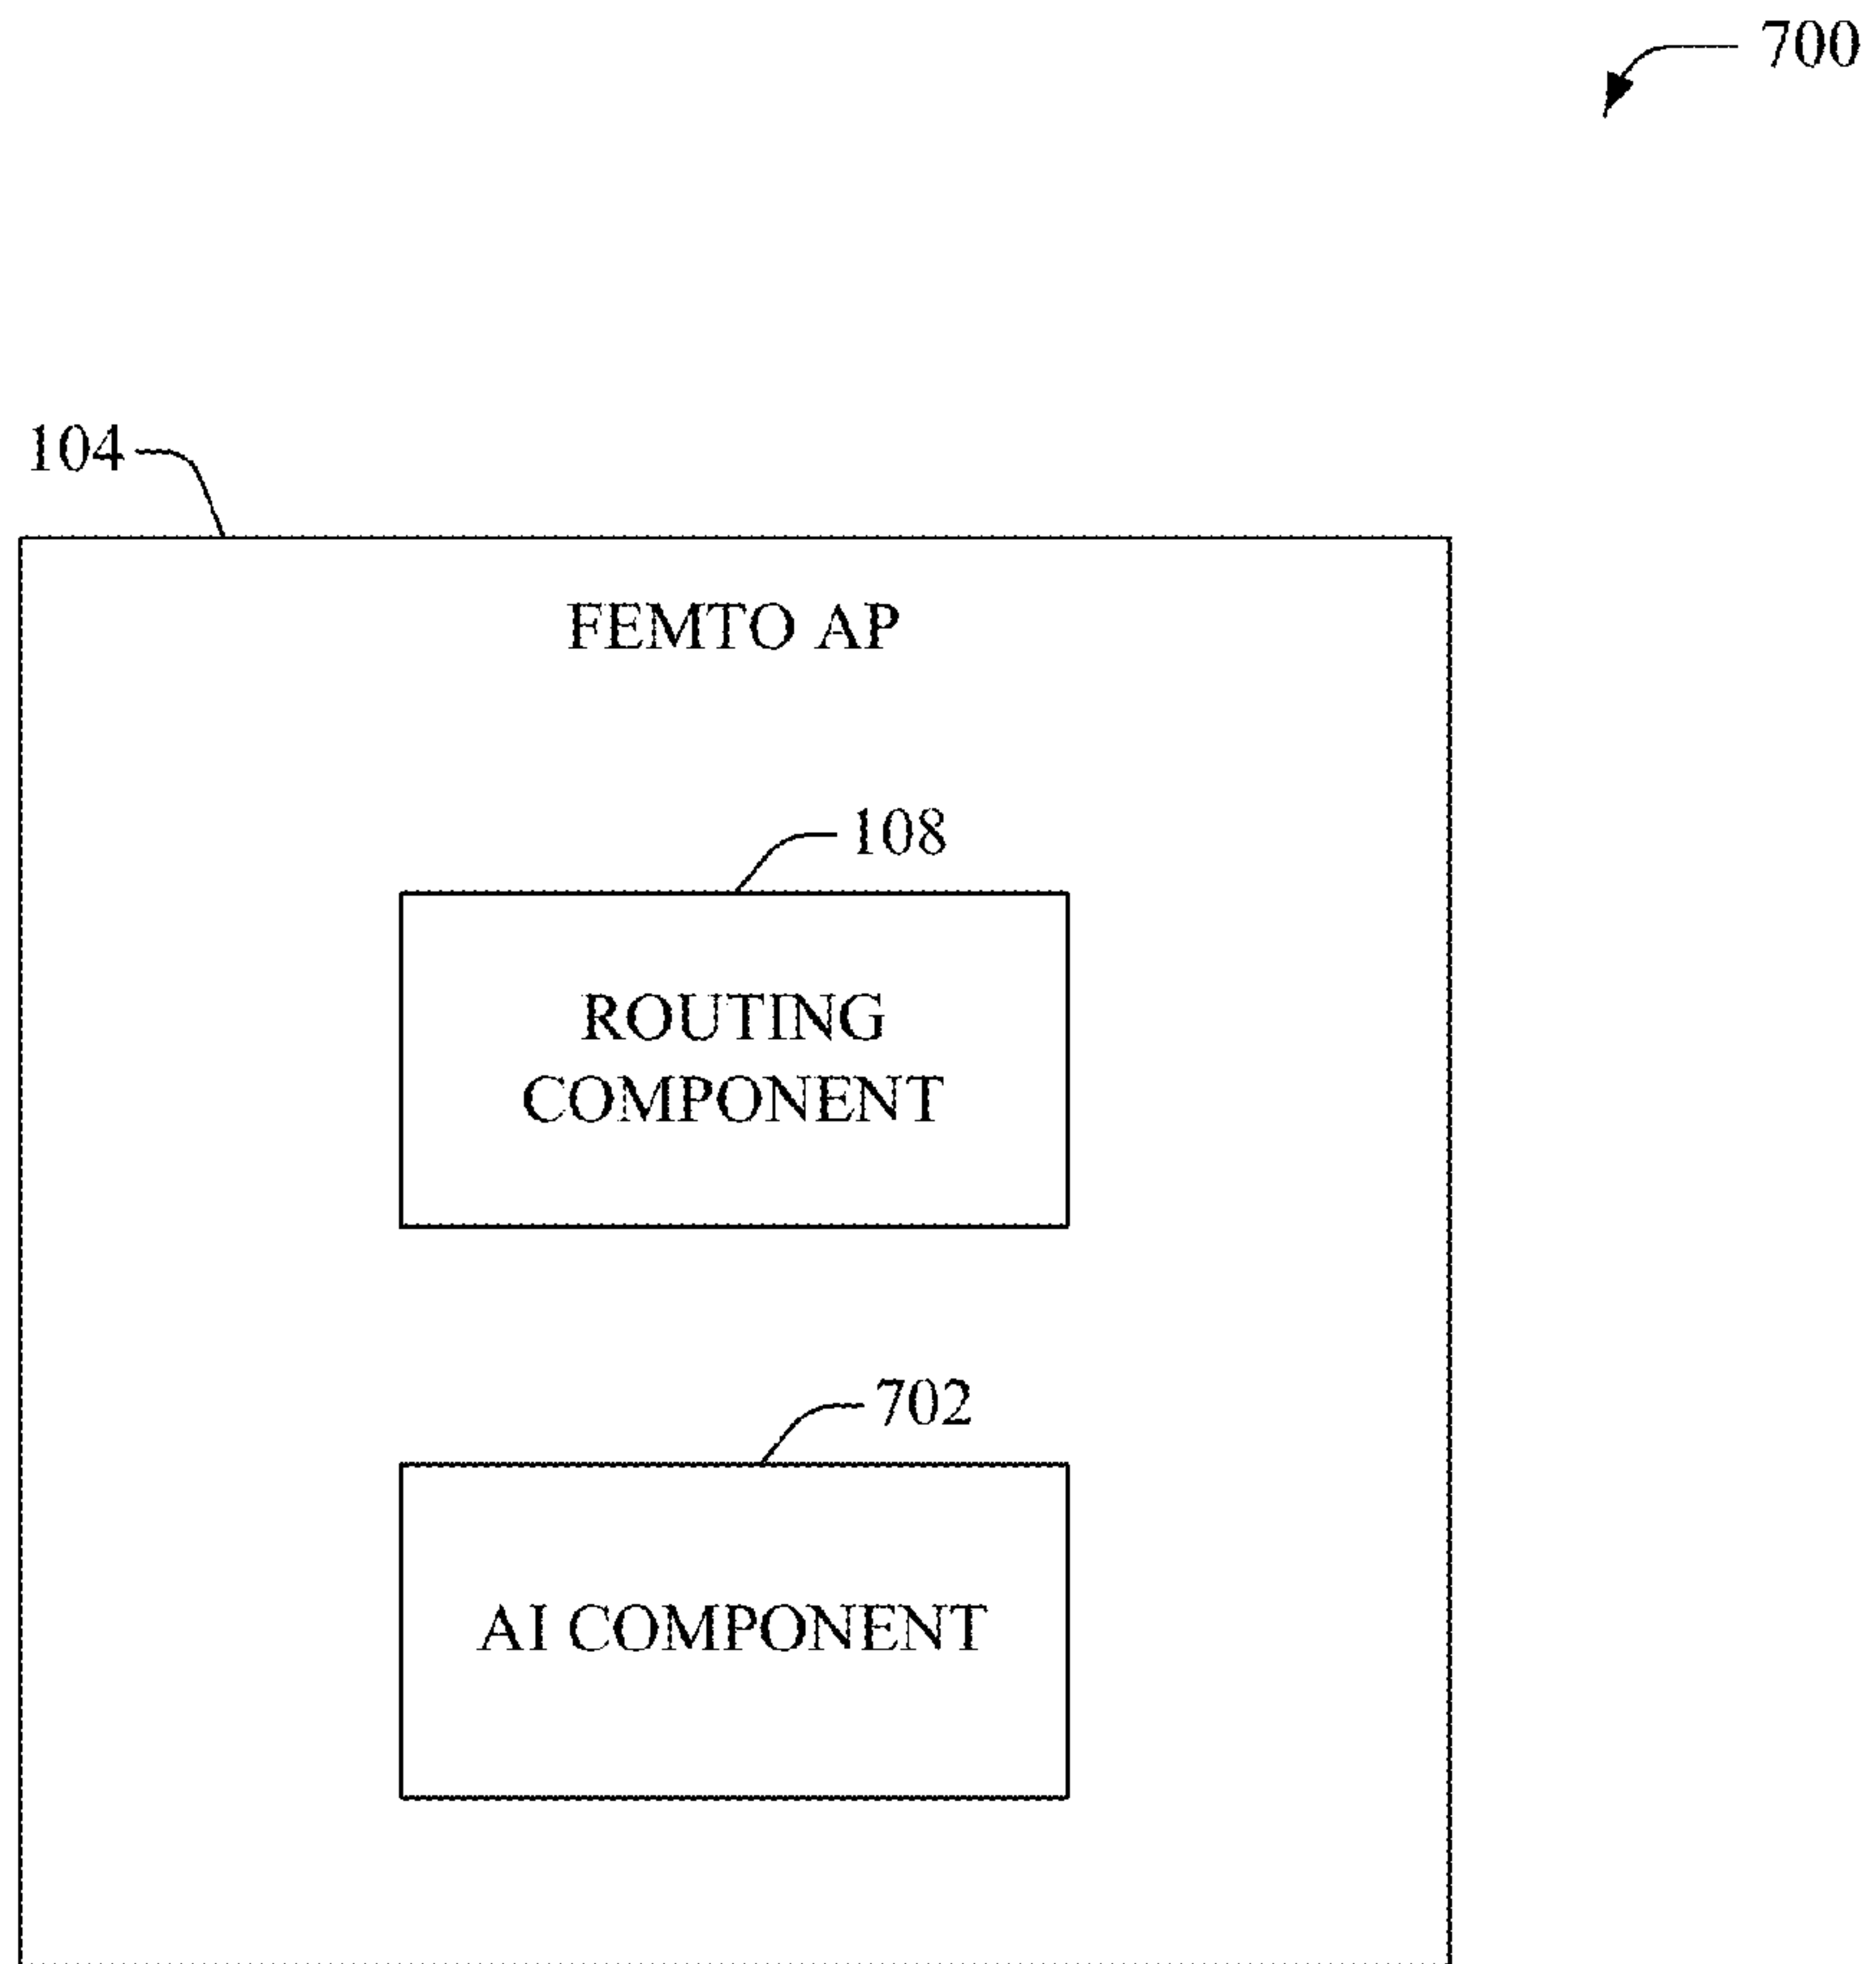 700
104
FEMTO AP
108
ROUTING
COMPONENT
702
AI COMPONENT